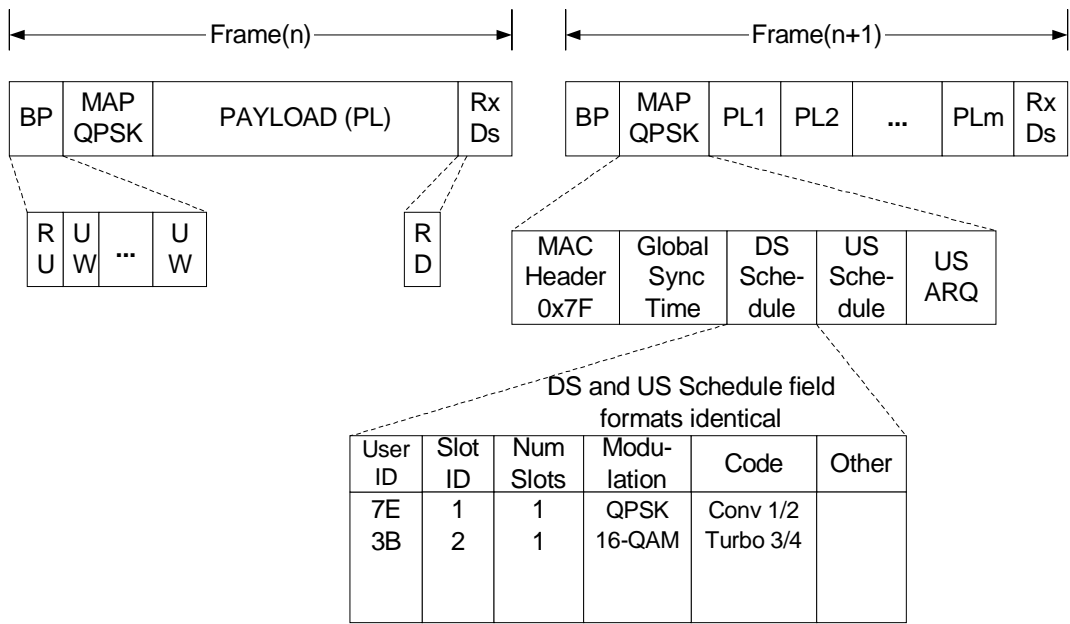 Frame(n)
Frame(n+1)
BP
MAP
QPSK
PAYLOAD (PL)
Rx
Ds
BP
MAP
QPSK
PL1
PL2
...
PLm
Rx
Ds
R
U
U
W
...
U
W
R
D
MAC
Header
0x7F
Global
Sync
Time
DS
Sche-
dule
US
Sche-
dule
US
ARQ
DS and US Schedule field
formats identical
User
ID
Slot
ID
Num
Slots
Modu-
lation
Code
Other
7E 1 1 QPSK Conv 1/2
3B 2 1 16-QAM Turbo 3/4